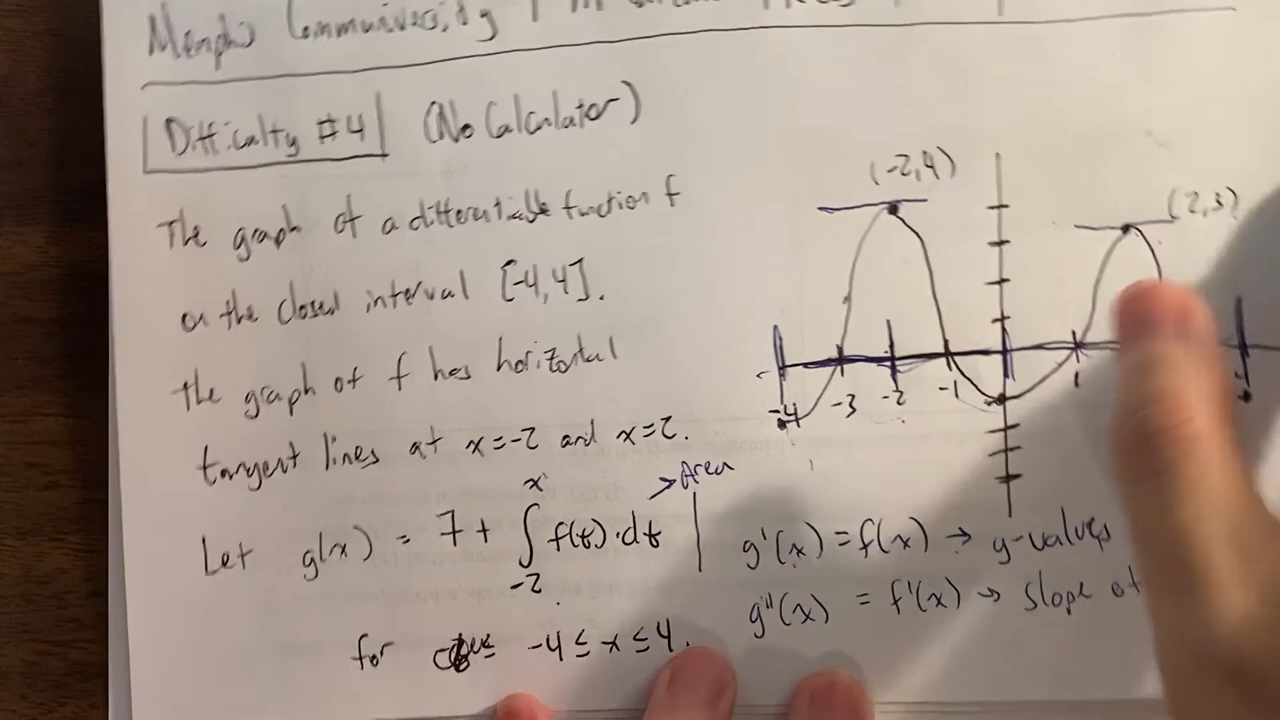 Difficulty #4 (No Calculator)
The graph of a differentiable function f
on the closed interval [-4,4].
the graph of f has horizontal
tangent lines at x=-2 and x=2.
Let g(x) = 7 + ∫_{-2}^{x} f(t)·dt > Area
for -4 ≤ x ≤ 4.
(-2,4)
(2,3)
-4 -3 -2 -1 1
g'(x) = f(x) → y-values
g''(x) = f'(x) → slope of